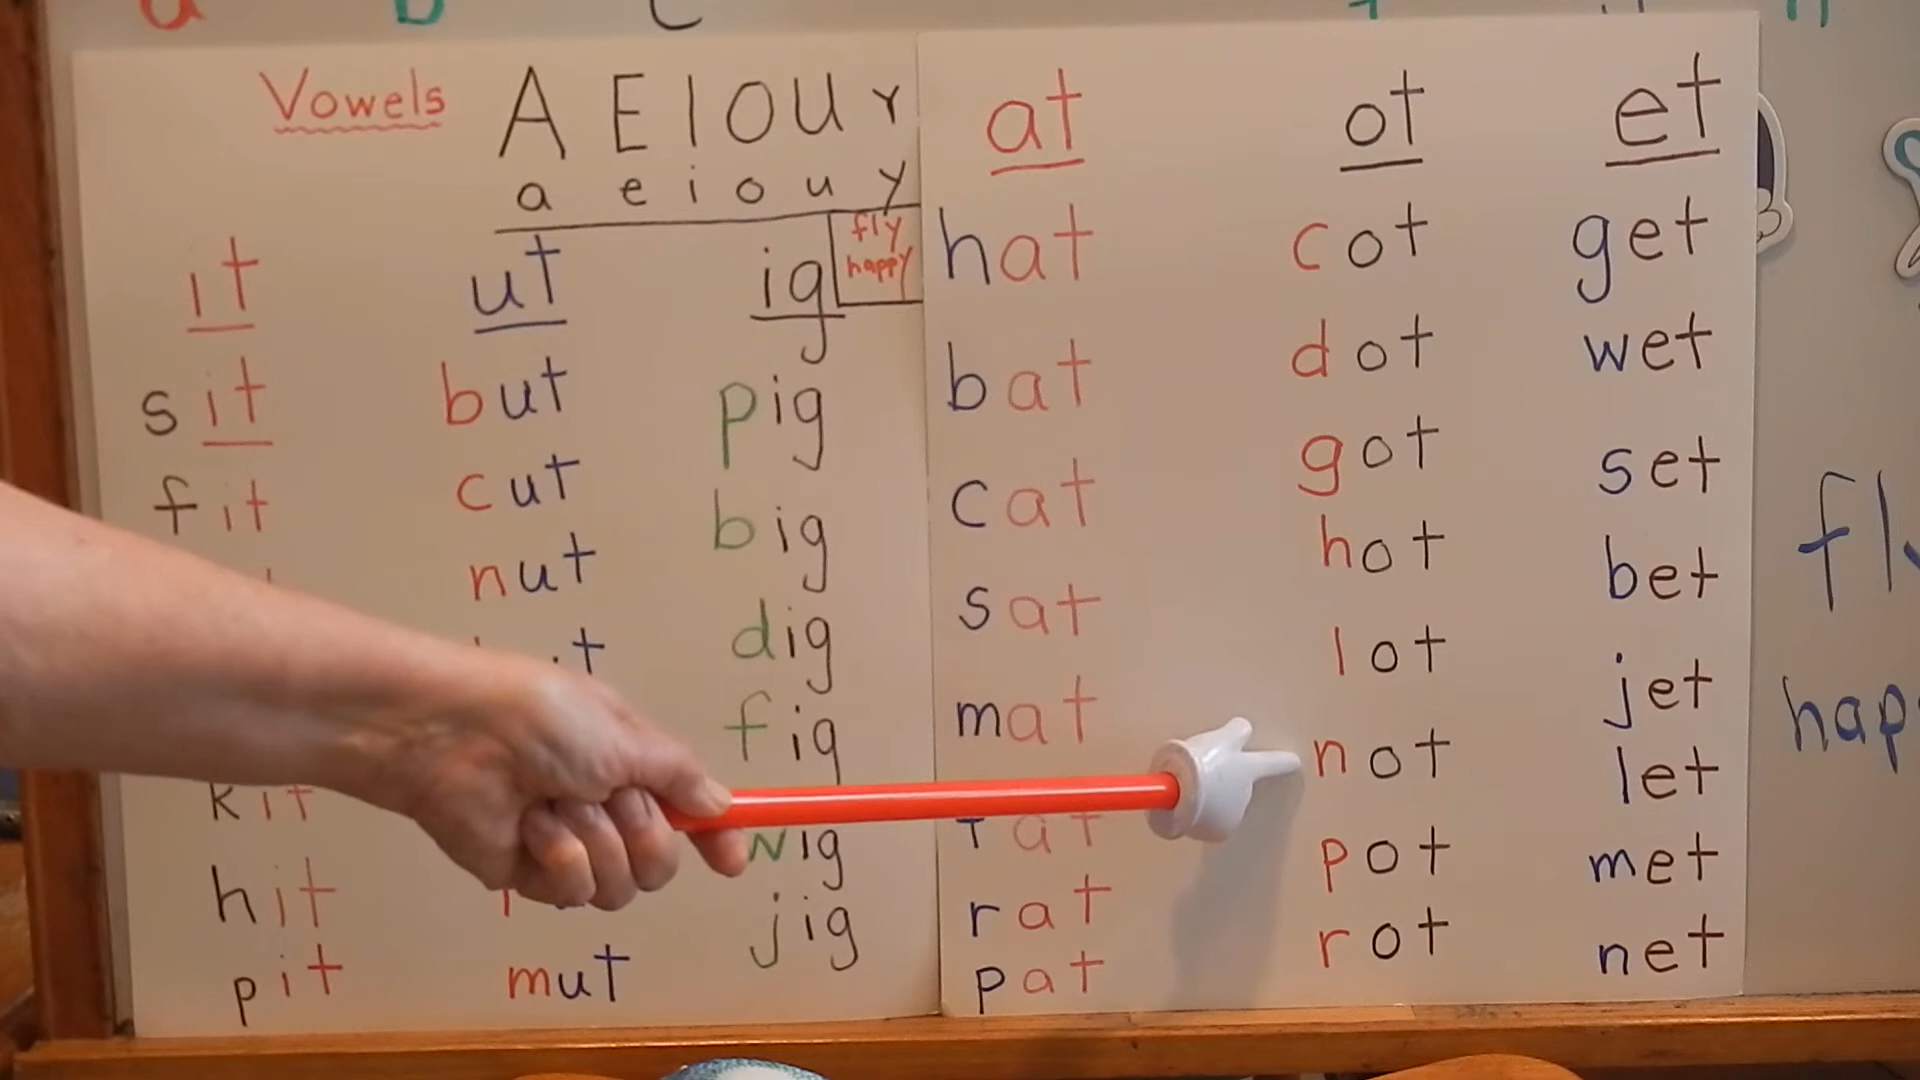 a b c
Vowels A E I O U Y
a e i o u y
fly
happy
it
sit
fit
kit
hit
pit
ut
but
cut
nut
mut
ig
pig
big
dig
fig
wig
jig
at
hat
bat
cat
sat
mat
rat
pat
ot
cot
dot
got
hot
lot
not
pot
rot
et
get
wet
set
bet
jet
let
met
net